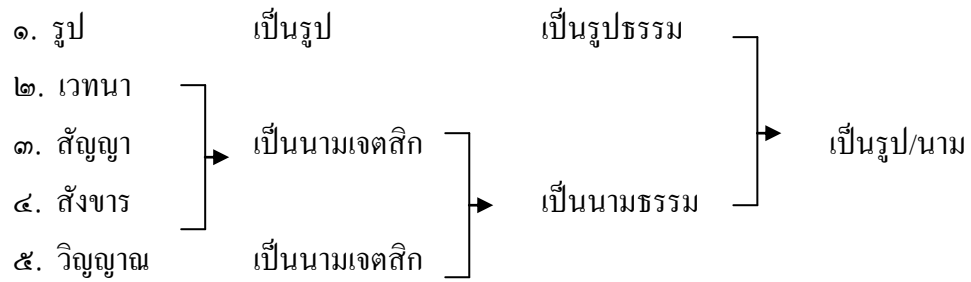 ๑. รูป เป็นรูป เป็นรูปธรรม
๒. เวทนา
๓. สัญญา เป็นนามเจตสิก เป็นรูป/นาม
๔. สังขาร เป็นนามธรรม
๕. วิญญาณ เป็นนามเจตสิก